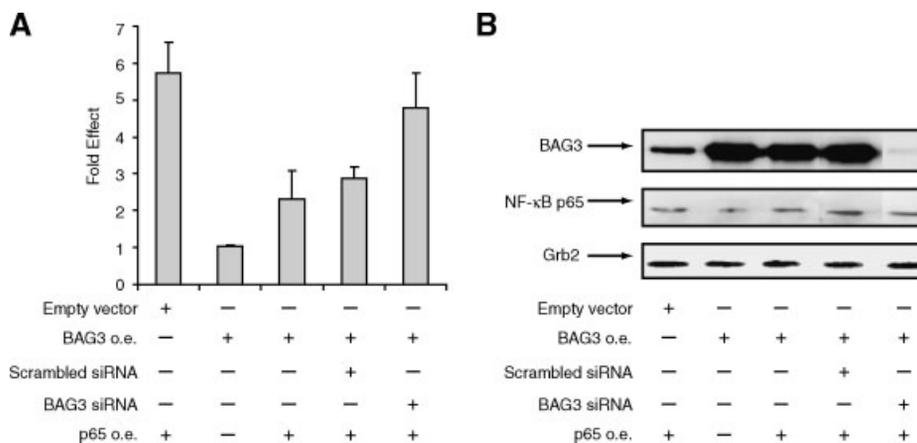 A
7
6
5
4
3
2
1
0
Fold Effect
Empty vector + – – – –
BAG3 o.e. – + + + +
Scrambled siRNA – – – + –
BAG3 siRNA – – – – +
p65 o.e. + – + + +
B
BAG3
NF-κB p65
Grb2
Empty vector + – – – –
BAG3 o.e. – + + + +
Scrambled siRNA – – – + –
BAG3 siRNA – – – – +
p65 o.e. + – + + +